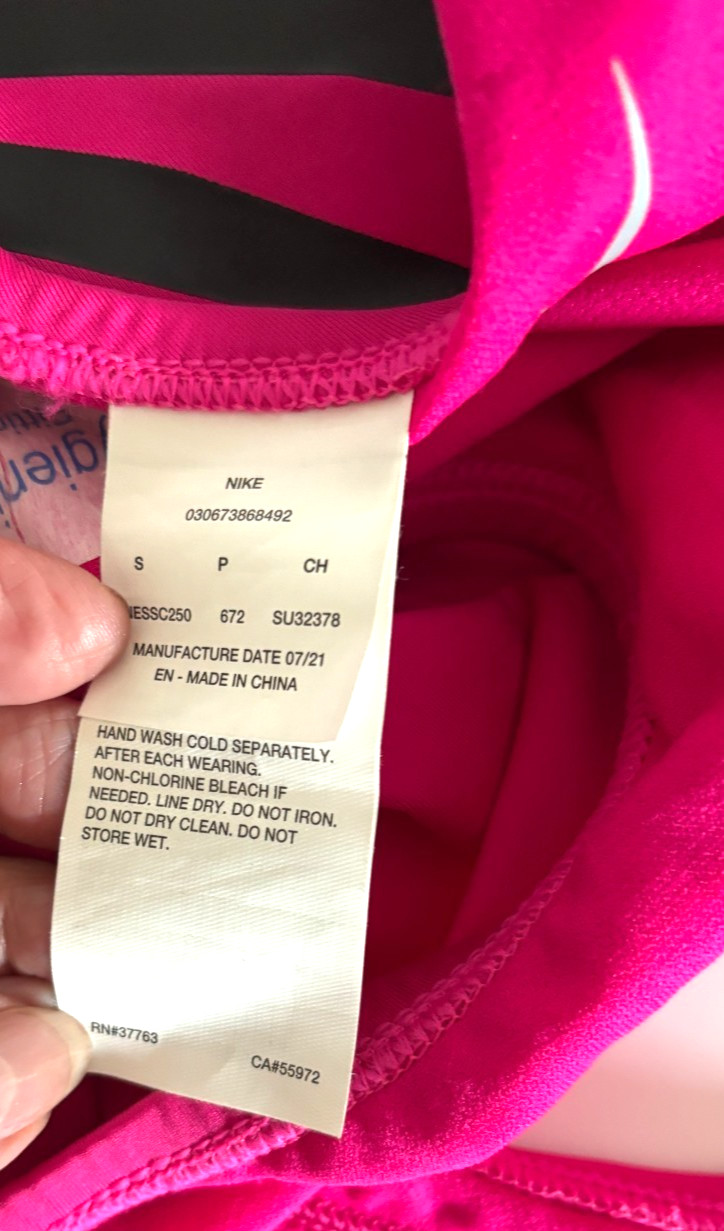 NIKE
030673868492
S P CH
NESSC250 672 SU32378
MANUFACTURE DATE 07/21
EN - MADE IN CHINA
HAND WASH COLD SEPARATELY.
AFTER EACH WEARING.
NON-CHLORINE BLEACH IF
NEEDED. LINE DRY. DO NOT IRON.
DO NOT DRY CLEAN. DO NOT
STORE WET.
RN#37763
CA#55972